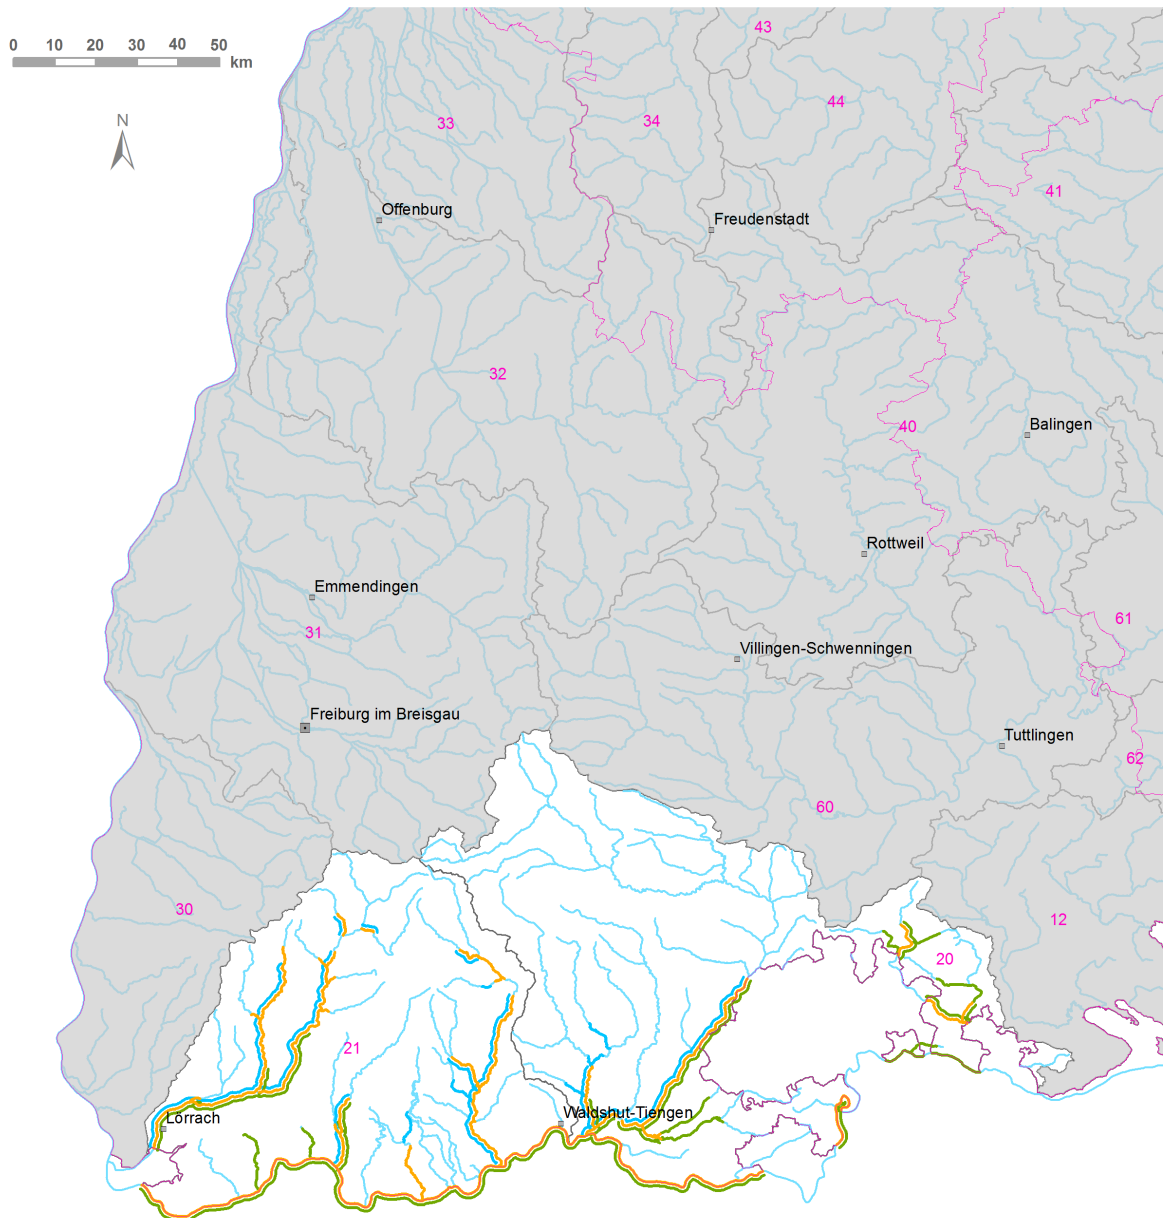 43
0 10 20 30 40 50
km
44
N
33
34
41
Offenburg
Freudenstadt
32
40
Balingen
Rottweil
Emmendingen
61
31
Villingen-Schwenningen
Freiburg im Breisgau
Tuttlingen
62
60
30
12
20
21
Waldshut-Tiengen
Lörrach